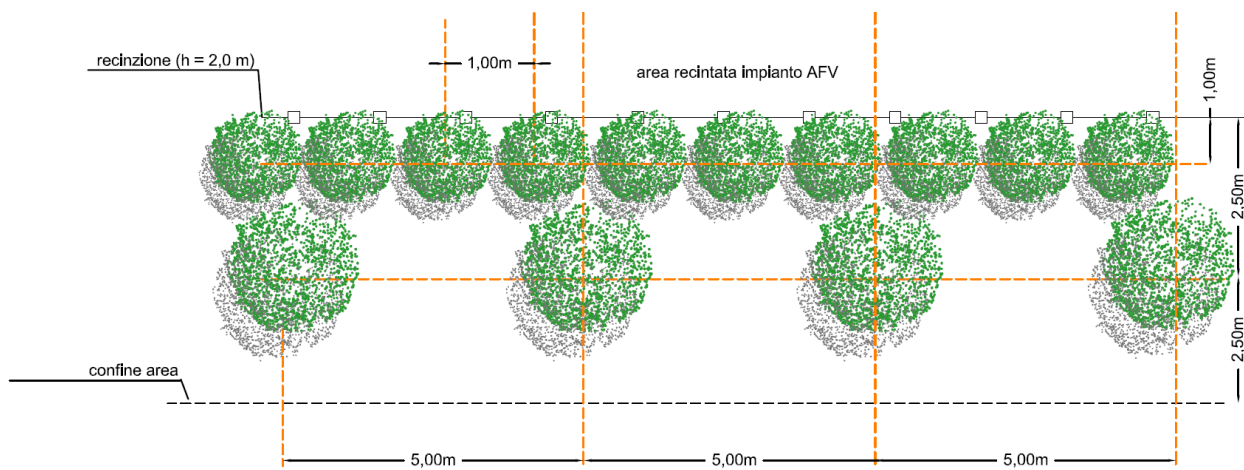 recinzione (h = 2,0 m)
1,00m
area recintata impianto AFV
1,00m
2,50m
2,50m
confine area
5,00m
5,00m
5,00m